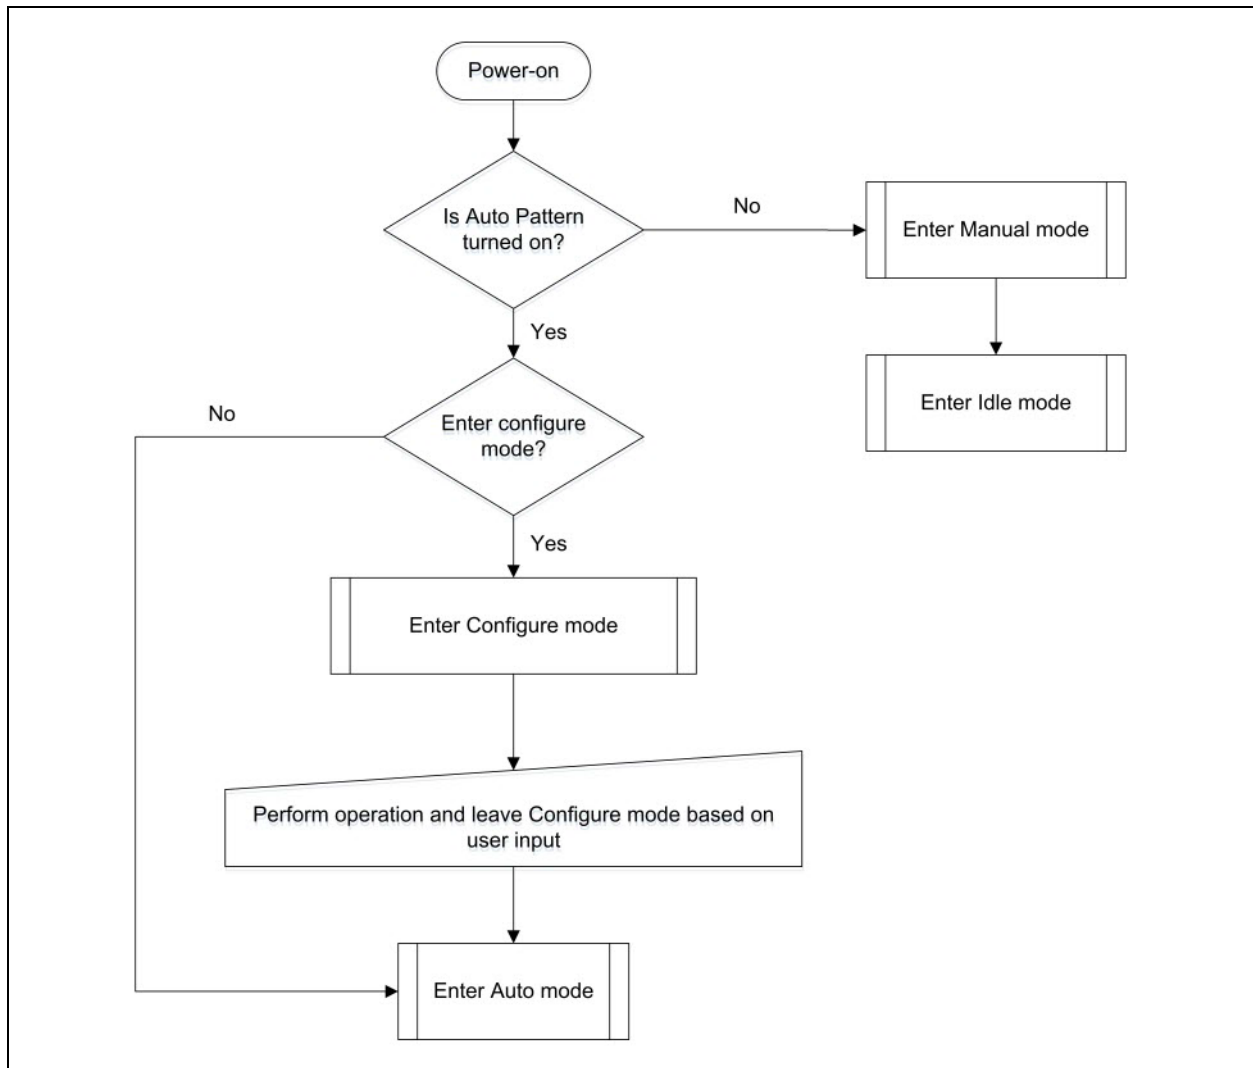 Power-on
Is Auto Pattern
turned on?
No
Enter Manual mode
Yes
Enter Idle mode
No
Enter configure
mode?
Yes
Enter Configure mode
Perform operation and leave Configure mode based on
user input
Enter Auto mode